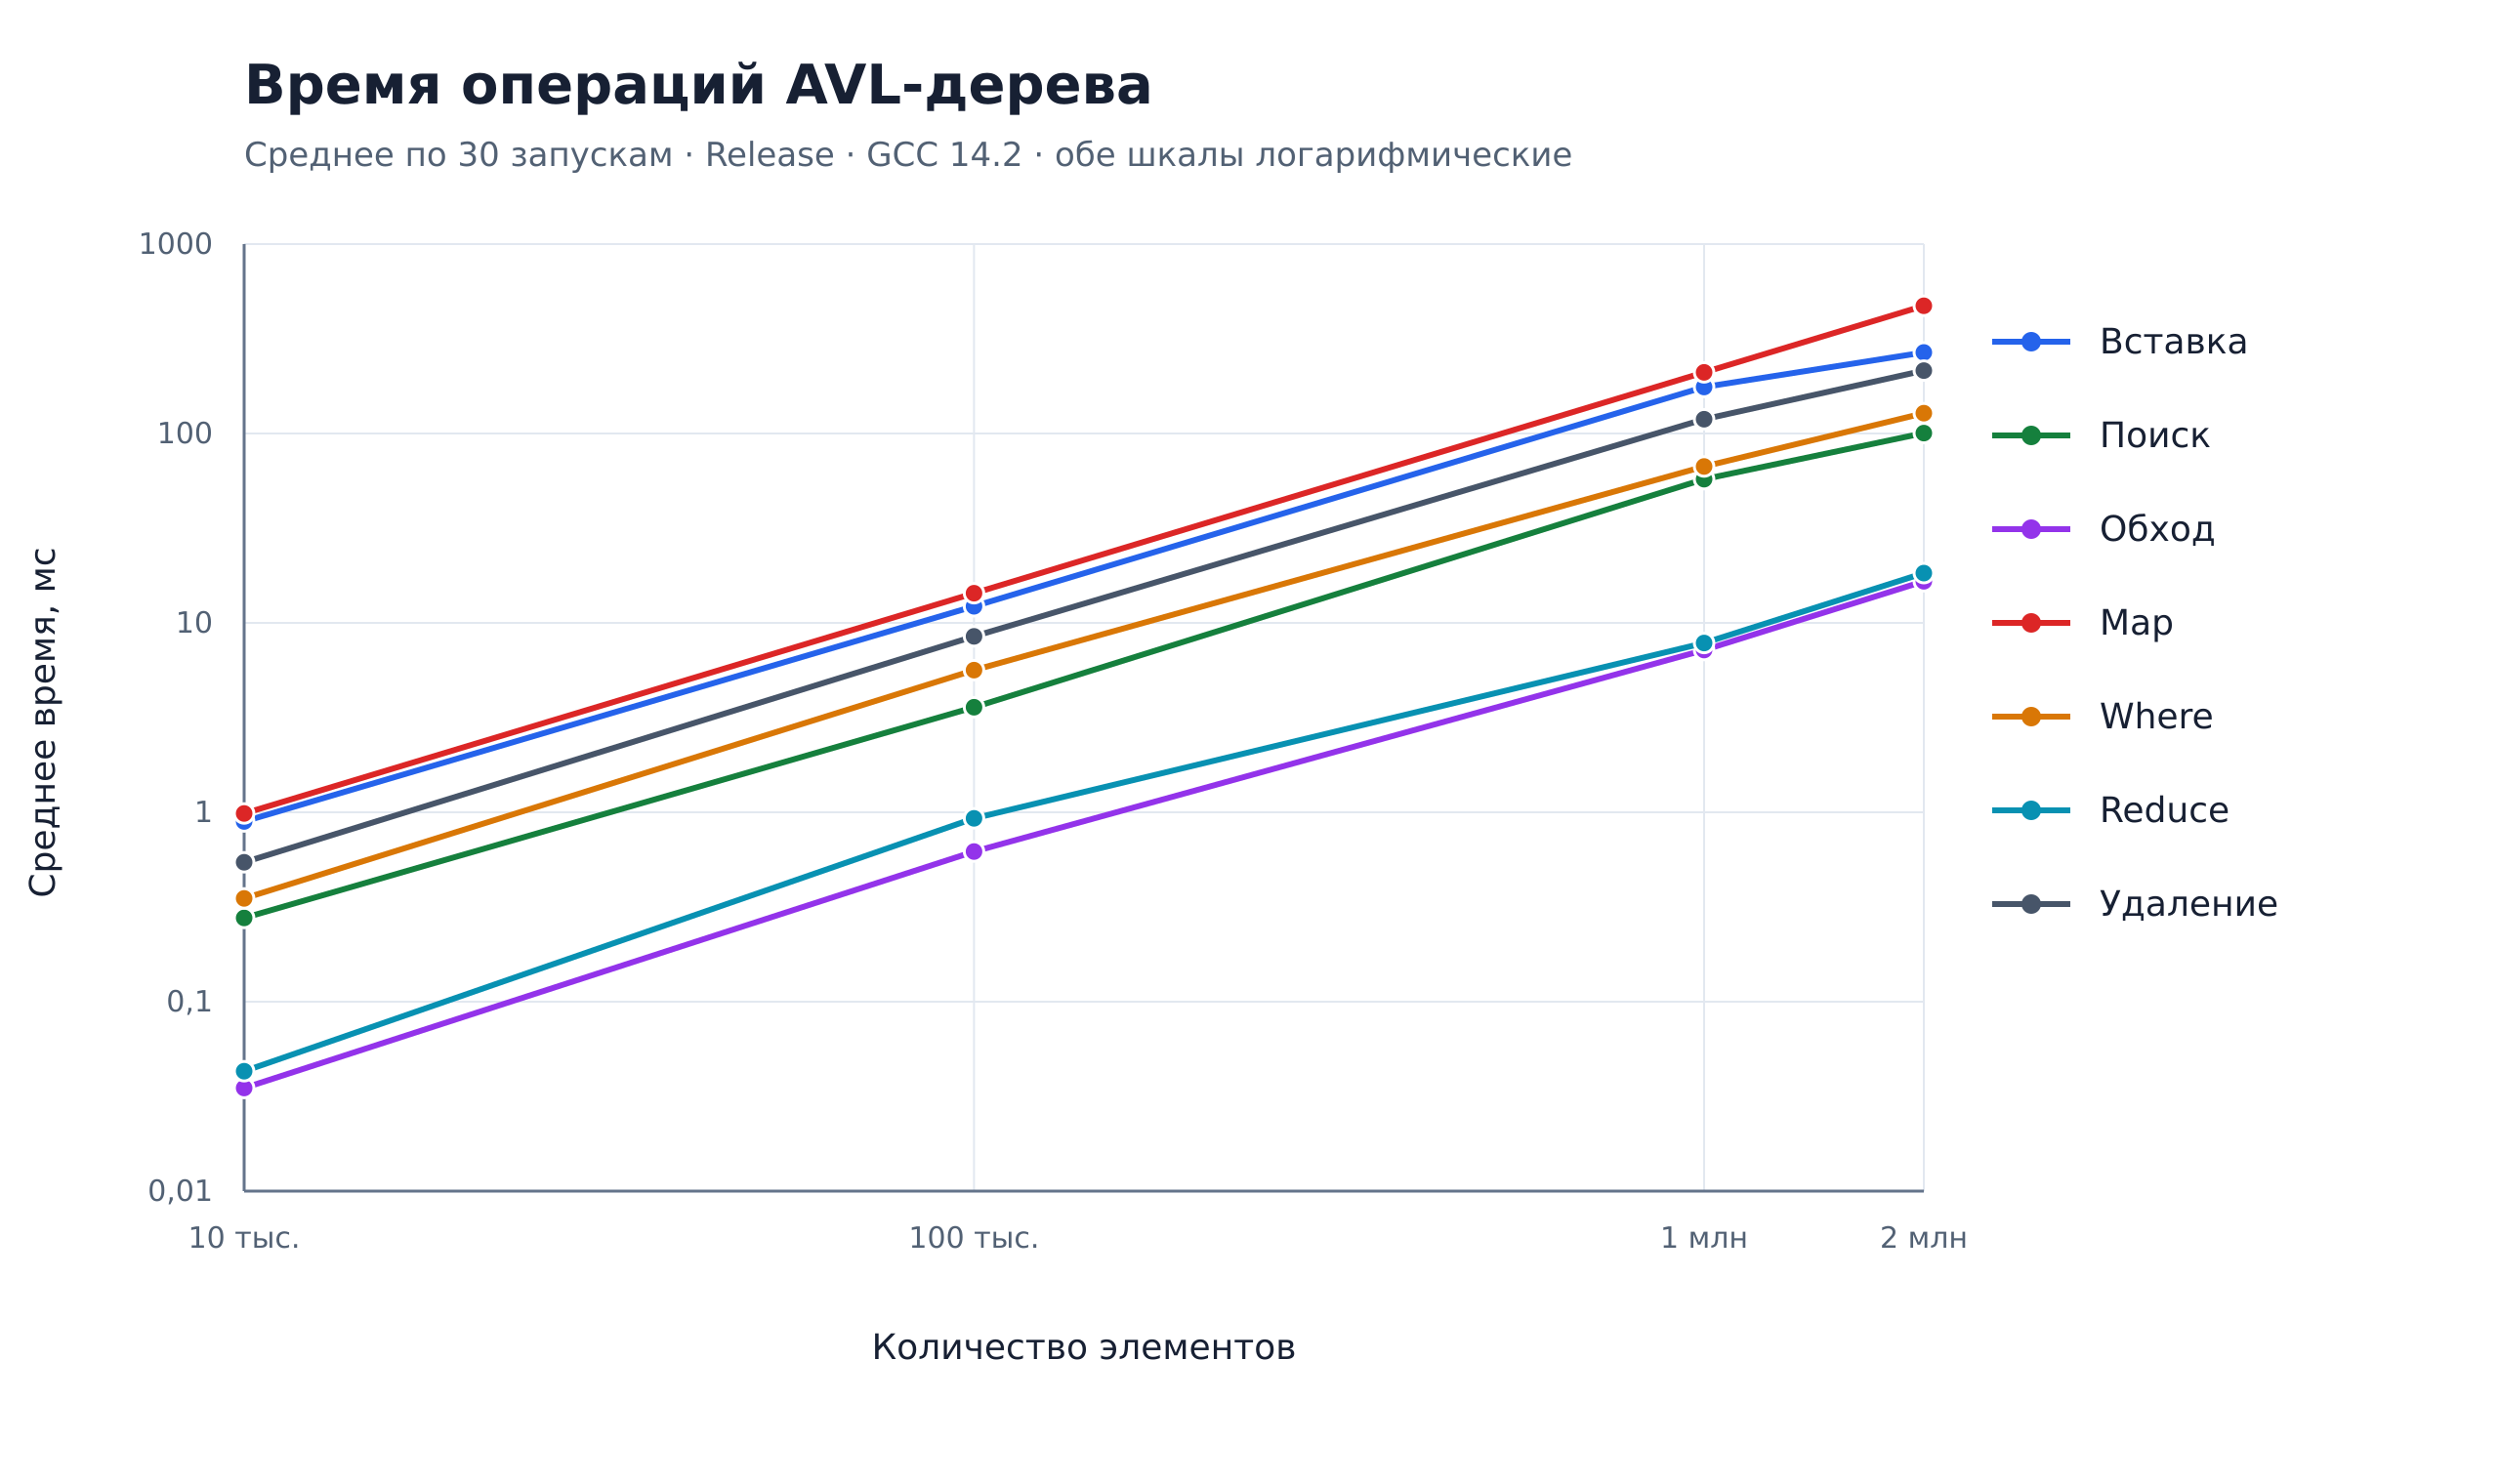 Время операций AVL-дерева
Среднее по 30 запускам · Release · GCC 14.2 · обе шкалы логарифмические
1000
100
10
1
0,1
0,01
Среднее время, мс
10 тыс.
100 тыс.
1 млн
2 млн
Количество элементов
Вставка
Поиск
Обход
Map
Where
Reduce
Удаление